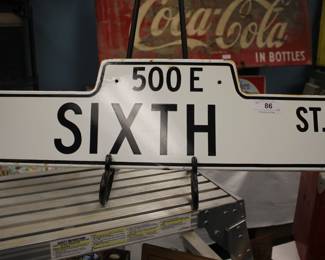 Coca-Cola
IN BOTTLES
500 E
86
SIXTH ST.